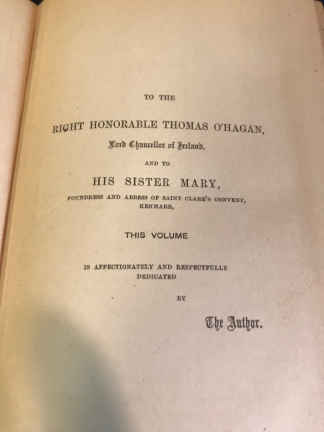 TO THE
RIGHT HONORABLE THOMAS O'HAGAN,
Lord Chancellor of Ireland,
AND TO
HIS SISTER MARY,
FOUNDRESS AND ABBESS OF SAINT CLARE'S CONVENT,
KENMARE,
THIS VOLUME
IS AFFECTIONATELY AND RESPECTFULLY
DEDICATED
BY
The Author.